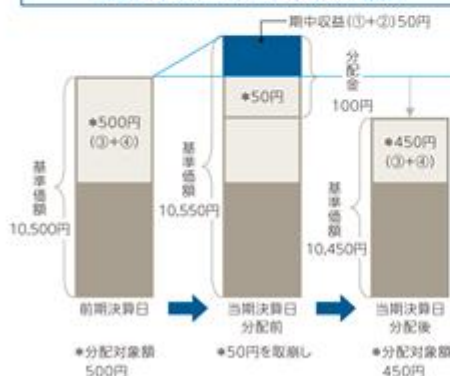 期中収益(①+②)50円
*500円
(③+④)
*50円
分配金
100円
*450円
(③+④)
基準価額
10,500円
基準価額
10,550円
基準価額
10,450円
前期決算日
当期決算日
分配前
当期決算日
分配後
*分配対象額
500円
*50円を取崩し
*分配対象額
450円